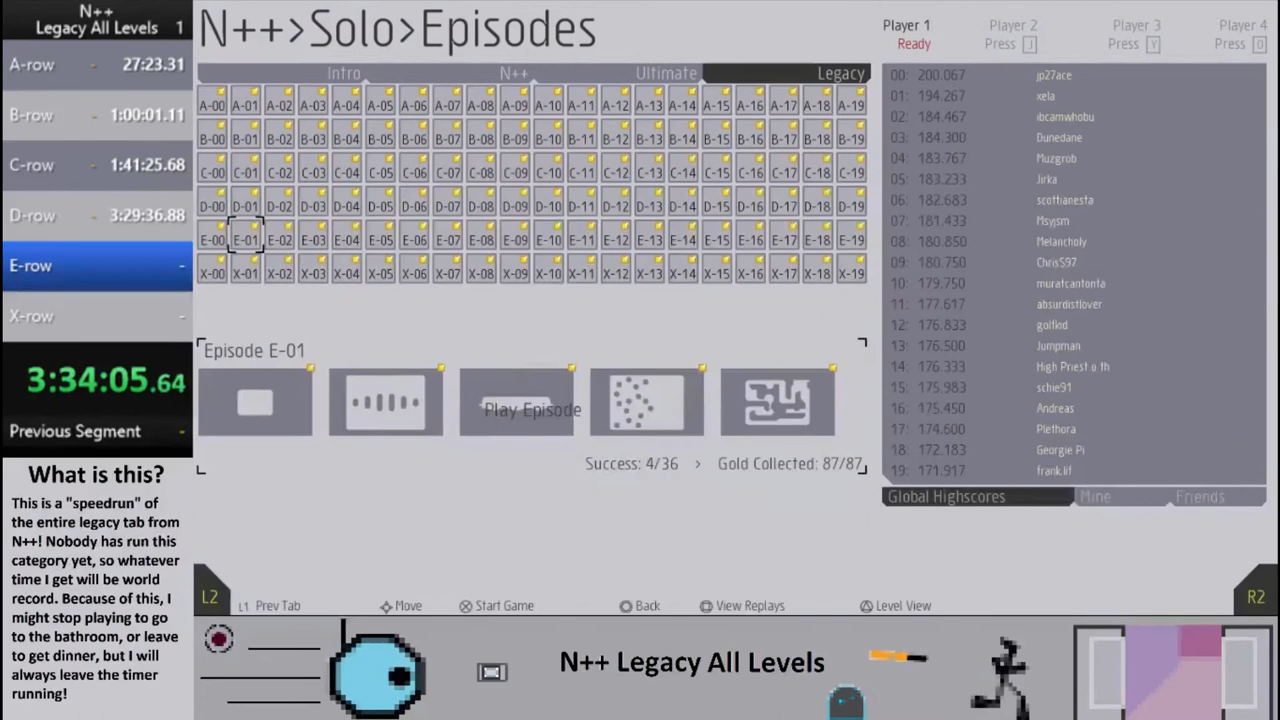 N++
Legacy All Levels 1
A-row - 27:23.31
B-row - 1:00:01.11
C-row - 1:41:25.68
D-row - 3:29:36.88
E-row -
X-row -
3:34:05.64
Previous Segment -
What is this?
This is a "speedrun" of
the entire legacy tab from
N++! Nobody has run this
category yet, so whatever
time I get will be world
record. Because of this, I
might stop playing to go
to the bathroom, or leave
to get dinner, but I will
always leave the timer
running!
N++>Solo>Episodes
Intro N++ Ultimate Legacy
A-00 A-01 A-02 A-03 A-04 A-05 A-06 A-07 A-08 A-09 A-10 A-11 A-12 A-13 A-14 A-15 A-16 A-17 A-18 A-19
B-00 B-01 B-02 B-03 B-04 B-05 B-06 B-07 B-08 B-09 B-10 B-11 B-12 B-13 B-14 B-15 B-16 B-17 B-18 B-19
C-00 C-01 C-02 C-03 C-04 C-05 C-06 C-07 C-08 C-09 C-10 C-11 C-12 C-13 C-14 C-15 C-16 C-17 C-18 C-19
D-00 D-01 D-02 D-03 D-04 D-05 D-06 D-07 D-08 D-09 D-10 D-11 D-12 D-13 D-14 D-15 D-16 D-17 D-18 D-19
E-00 E-01 E-02 E-03 E-04 E-05 E-06 E-07 E-08 E-09 E-10 E-11 E-12 E-13 E-14 E-15 E-16 E-17 E-18 E-19
X-00 X-01 X-02 X-03 X-04 X-05 X-06 X-07 X-08 X-09 X-10 X-11 X-12 X-13 X-14 X-15 X-16 X-17 X-18 X-19
Episode E-01
Play Episode
Success: 4/36 > Gold Collected: 87/87
Player 1 Player 2 Player 3 Player 4
Ready Press J Press Y Press 0
00: 200.067 jp27ace
01: 194.267 xela
02: 184.467 ibcamwhobu
03: 184.300 Dunedane
04: 183.767 Muzgrob
05: 183.233 Jirka
06: 182.683 scottianesta
07: 181.433 Msyjsm
08: 180.850 Melancholy
09: 180.750 ChrisS97
10: 179.750 muratcantonta
11: 177.617 absurdistlover
12: 176.833 golfkid
13: 176.500 Jumpman
14: 176.333 High Priest o th
15: 175.983 schie91
16: 175.450 Andreas
17: 174.600 Plethora
18: 172.183 Georgie Pi
19: 171.917 frank.lif
Global Highscores Mine Friends
L2 L1 Prev Tab Move Start Game Back View Replays Level View R2
N++ Legacy All Levels